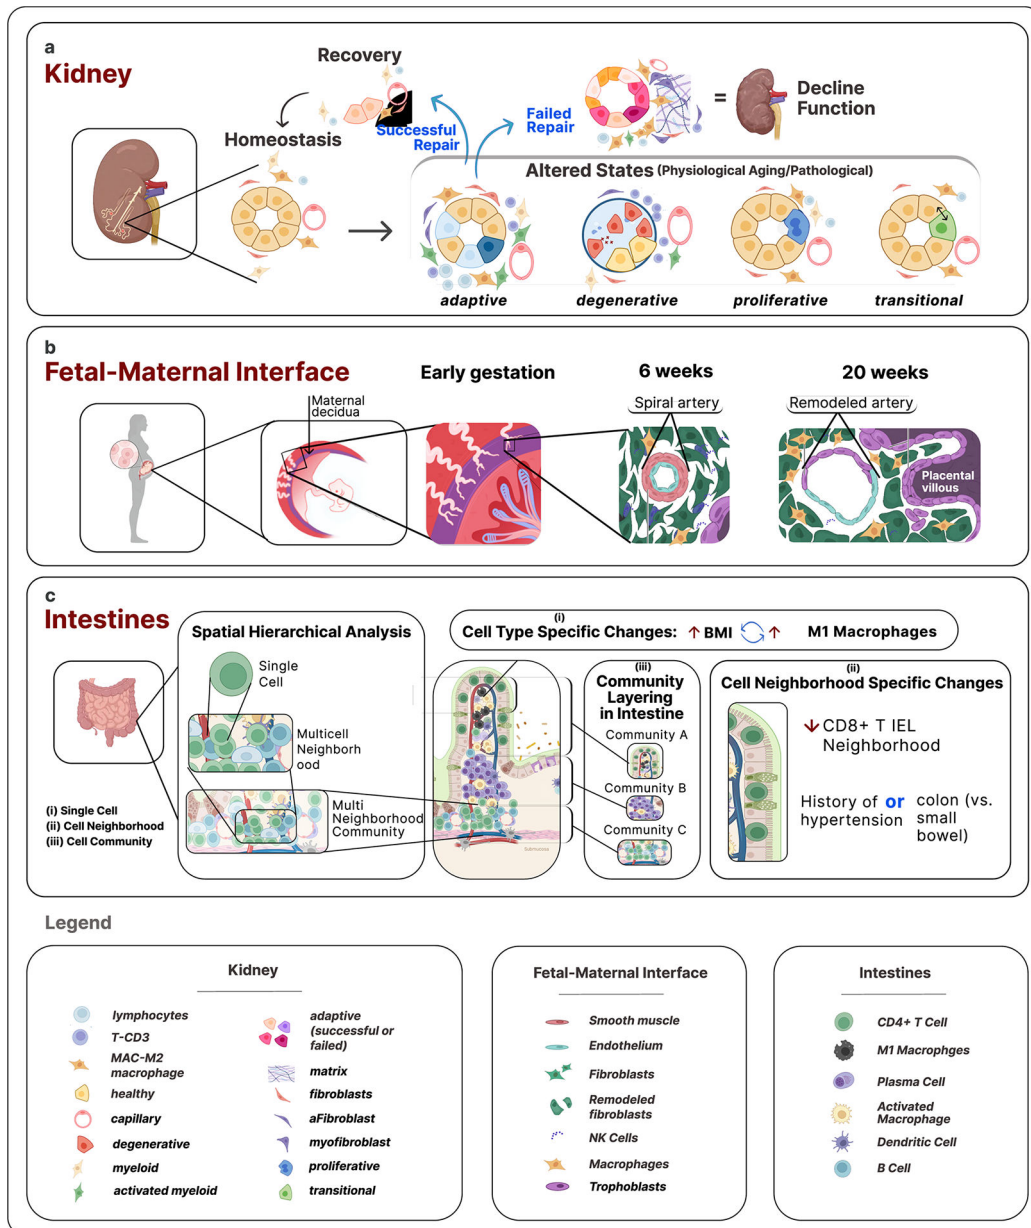 a
Kidney
Recovery
Homeostasis
Successful
Repair
Failed
Repair
=
Decline
Function
Altered States (Physiological Aging/Pathological)
adaptive
degenerative
proliferative
transitional
b
Fetal-Maternal Interface
Early gestation
6 weeks
20 weeks
Maternal
decidua
Spiral artery
Remodeled artery
Placental
villous
c
Intestines
(i) Single Cell
(ii) Cell Neighborhood
(iii) Cell Community
Spatial Hierarchical Analysis
Single
Cell
Multicell
Neighborh
ood
Multi
Neighborhood
Community
(i)
Cell Type Specific Changes: ↑ BMI ↑ M1 Macrophages
Submucosa
(iii)
Community
Layering
in Intestine
Community A
Community B
Community C
(ii)
Cell Neighborhood Specific Changes
↓ CD8+ T IEL
Neighborhood
History of
hypertension
or
colon (vs.
small
bowel)
Legend
Kidney
lymphocytes
T-CD3
MAC-M2
macrophage
healthy
capillary
degenerative
myeloid
activated myeloid
adaptive
(successful or
failed)
matrix
fibroblasts
aFibroblast
myofibroblast
proliferative
transitional
Fetal-Maternal Interface
Smooth muscle
Endothelium
Fibroblasts
Remodeled
fibroblasts
NK Cells
Macrophages
Trophoblasts
Intestines
CD4+ T Cell
M1 Macrophges
Plasma Cell
Activated
Macrophage
Dendritic Cell
B Cell